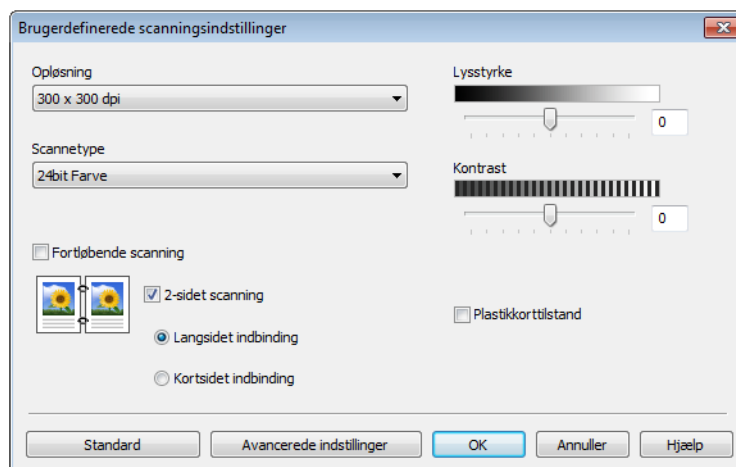 Brugerdefinerede scanningsindstillinger
Opløsning
300 x 300 dpi
Scannetype
24bit Farve
Lysstyrke
0
Kontrast
0
Fortløbende scanning
2-sidet scanning
Langsidet indbinding
Kortsidet indbinding
Plastikkorttilstand
Standard
Avancerede indstillinger
OK
Annuller
Hjælp